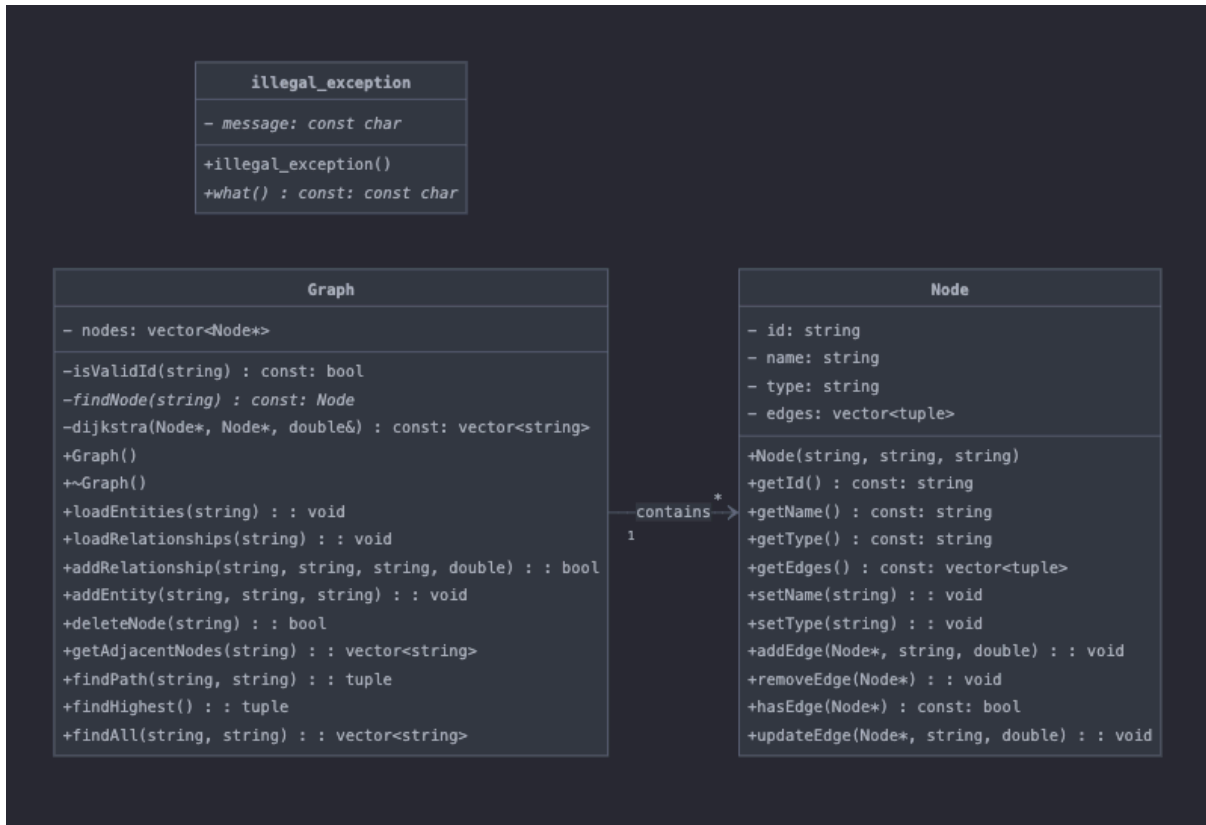 illegal_exception
- message: const char
+illegal_exception()
+what() : const: const char
Graph
- nodes: vector<Node*>
-isValidId(string) : const: bool
-findNode(string) : const: Node
-dijkstra(Node*, Node*, double&) : const: vector<string>
+Graph()
+~Graph()
+loadEntities(string) : : void
+loadRelationships(string) : : void
+addRelationship(string, string, string, double) : : bool
+addEntity(string, string, string) : : void
+deleteNode(string) : : bool
+getAdjacentNodes(string) : : vector<string>
+findPath(string, string) : : tuple
+findHighest() : : tuple
+findAll(string, string) : : vector<string>
contains
*
1
Node
- id: string
- name: string
- type: string
- edges: vector<tuple>
+Node(string, string, string)
+getId() : const: string
+getName() : const: string
+getType() : const: string
+getEdges() : const: vector<tuple>
+setName(string) : : void
+setType(string) : : void
+addEdge(Node*, string, double) : : void
+removeEdge(Node*) : : void
+hasEdge(Node*) : const: bool
+updateEdge(Node*, string, double) : : void